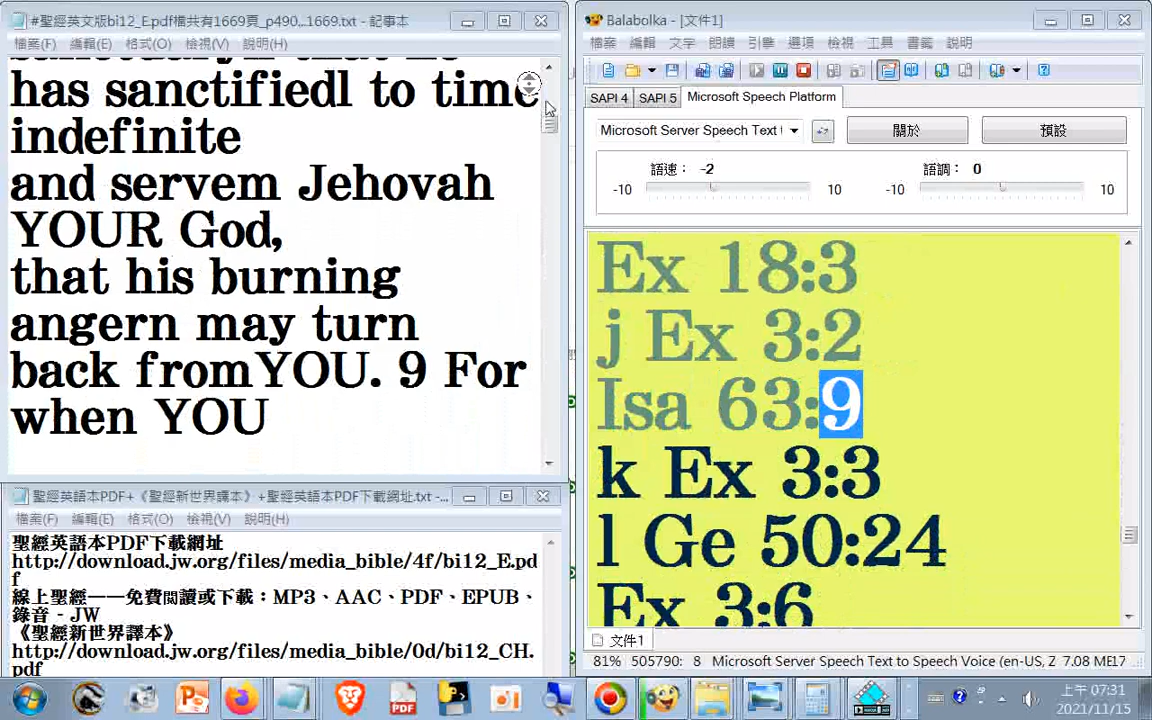 #聖經英文版bi12_E.pdf檔共有1669頁_p490,..1669.txt - 記事本
檔案(F) 編輯(E) 格式(O) 檢視(V) 說明(H)
has sanctifiedl to time
indefinite
and servem Jehovah
YOUR God,
that his burning
angern may turn
back fromYOU. 9 For
when YOU
聖經英語本PDF+《聖經新世界譯本》+聖經英語本PDF下載網址.txt -...
檔案(F) 編輯(E) 格式(O) 檢視(V) 說明(H)
聖經英語本PDF下載網址
http://download.jw.org/files/media_bible/4f/bi12_E.pd
f
線上聖經——免費閱讀或下載：MP3、AAC、PDF、EPUB、
錄音 - JW
《聖經新世界譯本》
http://download.jw.org/files/media_bible/0d/bi12_CH.
pdf
Balabolka - [文件1]
檔案 編輯 文字 朗讀 引擎 選項 檢視 工具 書籤 說明
SAPI 4 SAPI 5 Microsoft Speech Platform
Microsoft Server Speech Text 關於 預設
語速： -2 語調： 0
-10 10 -10 10
Ex 18:3
j Ex 3:2
Isa 63:9
k Ex 3:3
l Ge 50:24
Ex 3:6
文件1
81% 505790: 8 Microsoft Server Speech Text to Speech Voice (en-US, Z 7.08 ME17
上午 07:31
2021/11/15